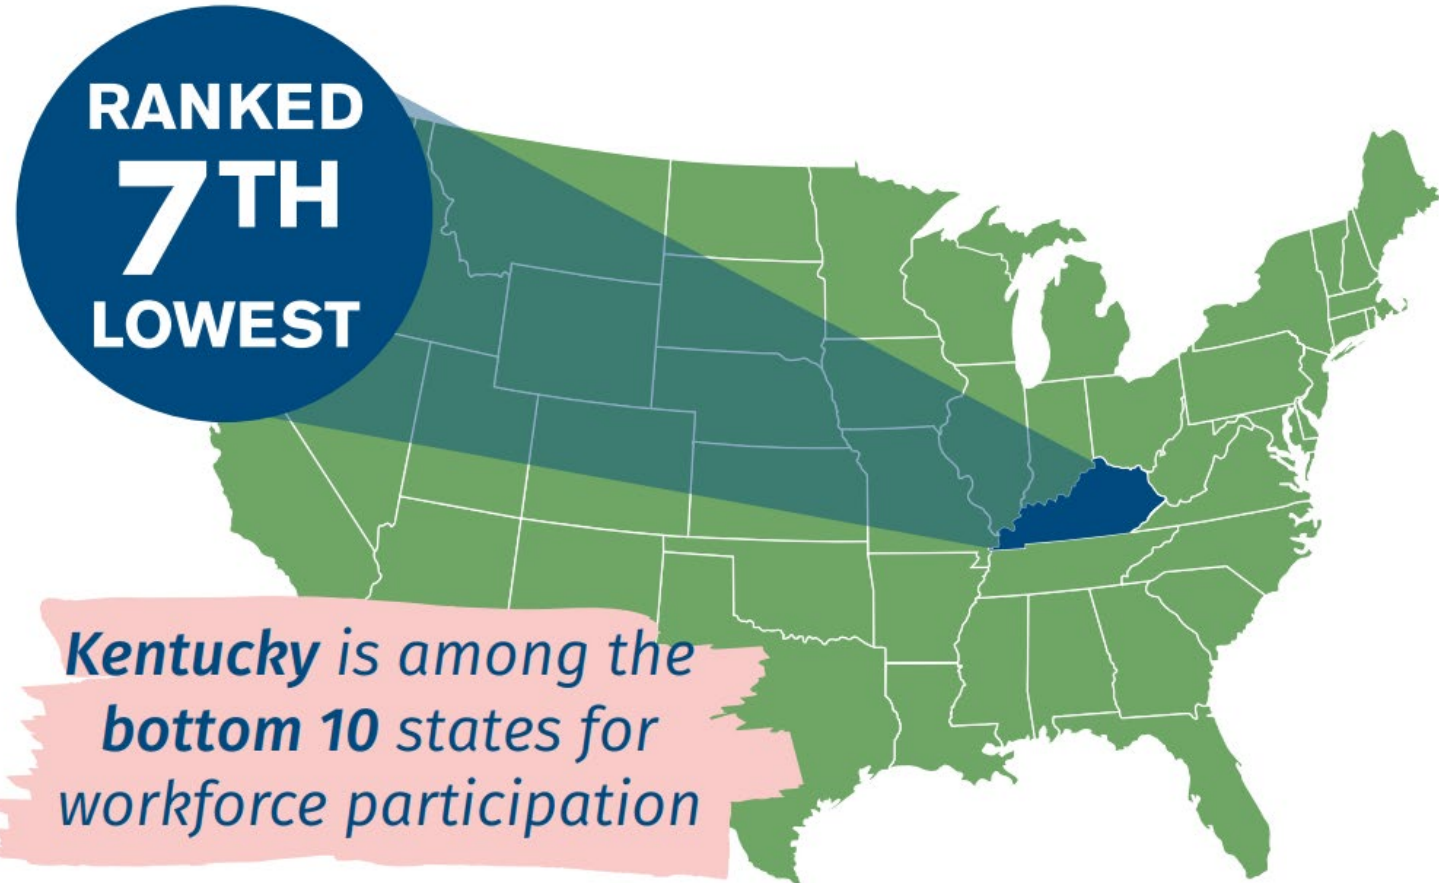 RANKED
7TH
LOWEST
Kentucky is among the
bottom 10 states for
workforce participation